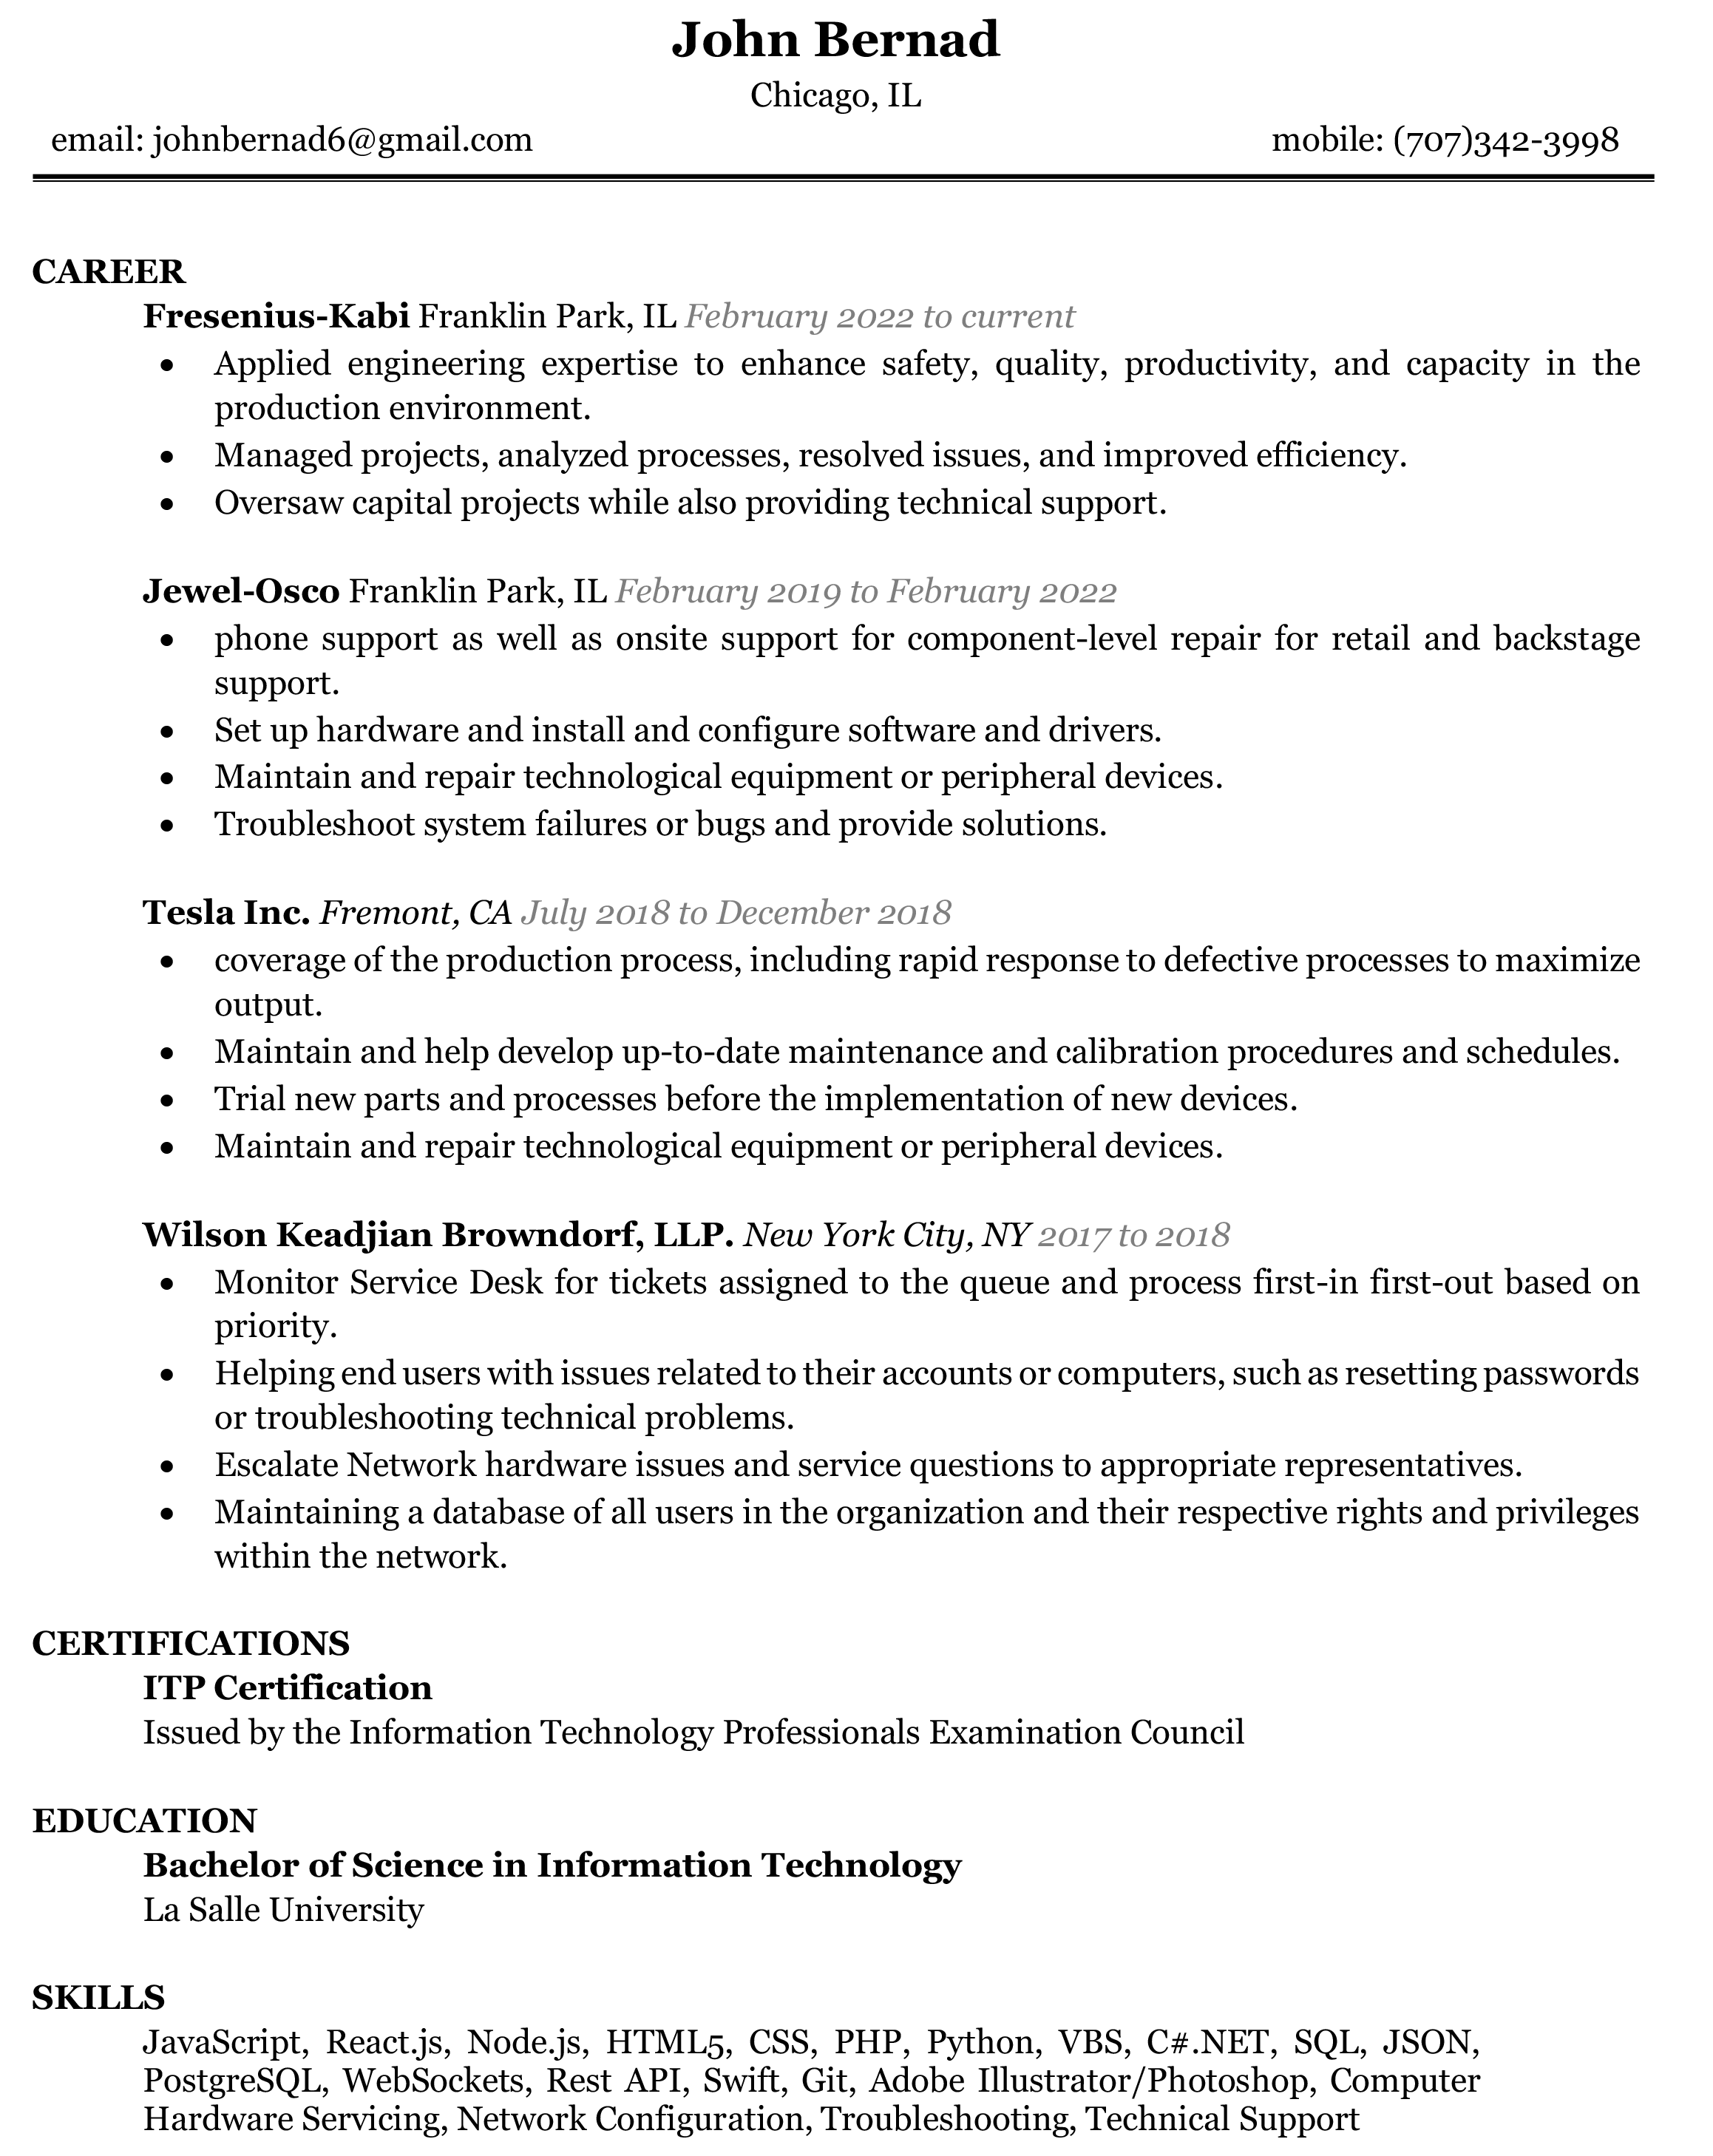 John Bernad
Chicago, IL
email: johnbernad6@gmail.com mobile: (707)342-3998
CAREER
Fresenius-Kabi Franklin Park, IL February 2022 to current
• Applied engineering expertise to enhance safety, quality, productivity, and capacity in the
production environment.
• Managed projects, analyzed processes, resolved issues, and improved efficiency.
• Oversaw capital projects while also providing technical support.
Jewel-Osco Franklin Park, IL February 2019 to February 2022
• phone support as well as onsite support for component-level repair for retail and backstage
support.
• Set up hardware and install and configure software and drivers.
• Maintain and repair technological equipment or peripheral devices.
• Troubleshoot system failures or bugs and provide solutions.
Tesla Inc. Fremont, CA July 2018 to December 2018
• coverage of the production process, including rapid response to defective processes to maximize
output.
• Maintain and help develop up-to-date maintenance and calibration procedures and schedules.
• Trial new parts and processes before the implementation of new devices.
• Maintain and repair technological equipment or peripheral devices.
Wilson Keadjian Browndorf, LLP. New York City, NY 2017 to 2018
• Monitor Service Desk for tickets assigned to the queue and process first-in first-out based on
priority.
• Helping end users with issues related to their accounts or computers, such as resetting passwords
or troubleshooting technical problems.
• Escalate Network hardware issues and service questions to appropriate representatives.
• Maintaining a database of all users in the organization and their respective rights and privileges
within the network.
CERTIFICATIONS
ITP Certification
Issued by the Information Technology Professionals Examination Council
EDUCATION
Bachelor of Science in Information Technology
La Salle University
SKILLS
JavaScript, React.js, Node.js, HTML5, CSS, PHP, Python, VBS, C#.NET, SQL, JSON,
PostgreSQL, WebSockets, Rest API, Swift, Git, Adobe Illustrator/Photoshop, Computer
Hardware Servicing, Network Configuration, Troubleshooting, Technical Support